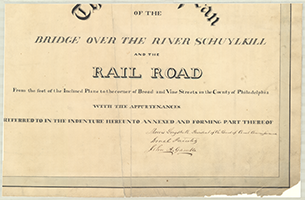 OF THE
BRIDGE OVER THE RIVER SCHUYLKILL
AND THE
RAIL ROAD
From the foot of the Inclined Plane to the corner of Broad and Vine Streets in the County of Philadelphia
WITH THE APPURTENANCES
REFERRED TO IN THE INDENTURE HEREUNTO ANNEXED AND FORMING PART THEREOF